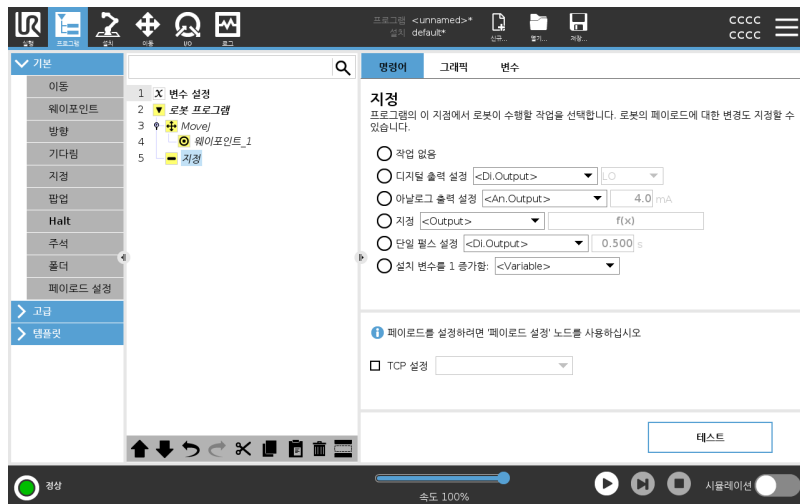 UR
실행 프로그램 설치 이동 I/O 로그
프로그램 <unnamed>*
설치 default*
신규... 열기... 저장...
CCCC
CCCC
기본
이동
웨이포인트
방향
기다림
지정
팝업
Halt
주석
폴더
페이로드 설정
고급
템플릿
1 X 변수 설정
2 로봇 프로그램
3 MoveJ
4 웨이포인트_1
5 지정
명령어 그래픽 변수
지정
프로그램의 이 지점에서 로봇이 수행할 작업을 선택합니다. 로봇의 페이로드에 대한 변경도 지정할 수
있습니다.
작업 없음
디지털 출력 설정 <Di.Output> LO
아날로그 출력 설정 <An.Output> 4.0 mA
지정 <Output> f(x)
단일 펄스 설정 <Di.Output> 0.500 s
설치 변수를 1 증가함: <Variable>
페이로드를 설정하려면 '페이로드 설정' 노드를 사용하십시오
TCP 설정
테스트
정상
속도 100%
시뮬레이션